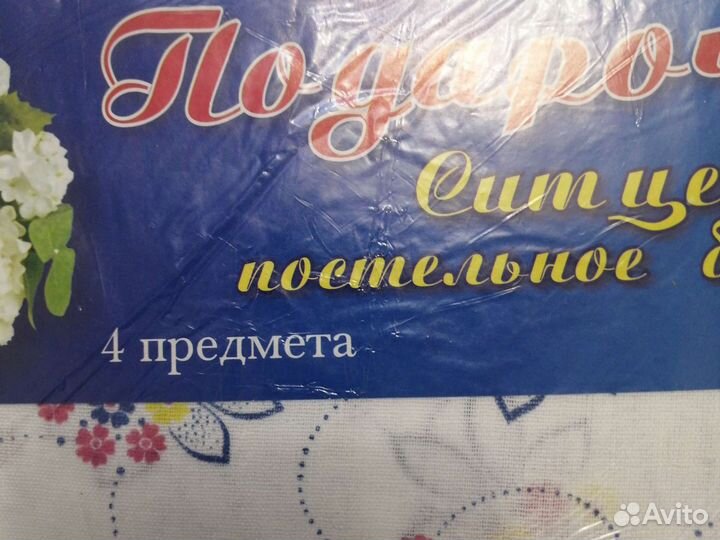 Подаро
Ситце
постельное б
4 предмета
Avito